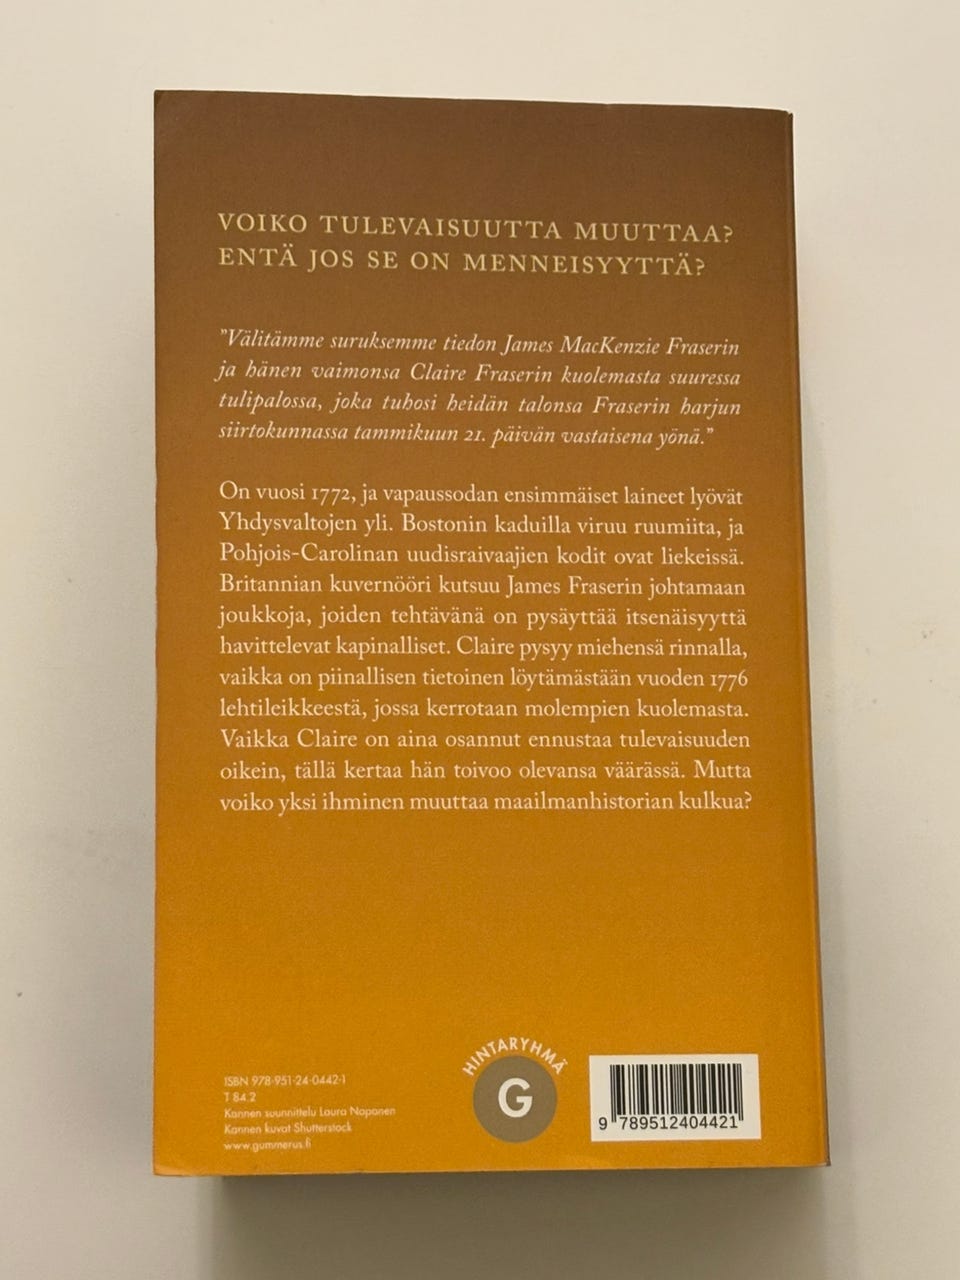 VOIKO TULEVAISUUTTA MUUTTAA?
ENTÄ JOS SE ON MENNEISYYTTÄ?
"Välitämme suruksemme tiedon James MacKenzie Fraserin
ja hänen vaimonsa Claire Fraserin kuolemasta suuressa
tulipalossa, joka tuhosi heidän talonsa Fraserin harjun
siirtokunnassa tammikuun 21. päivän vastaisena yönä."
On vuosi 1772, ja vapaussodan ensimmäiset laineet lyövät
Yhdysvaltojen yli. Bostonin kaduilla viruu ruumiita, ja
Pohjois-Carolinan uudisraivaajien kodit ovat liekeissä.
Britannian kuvernööri kutsuu James Fraserin johtamaan
joukkoja, joiden tehtävänä on pysäyttää itsenäisyyttä
havittelevat kapinalliset. Claire pysyy miehensä rinnalla,
vaikka on piinallisen tietoinen löytämästään vuoden 1776
lehtileikkeestä, jossa kerrotaan molempien kuolemasta.
Vaikka Claire on aina osannut ennustaa tulevaisuuden
oikein, tällä kertaa hän toivoo olevansa väärässä. Mutta
voiko yksi ihminen muuttaa maailmanhistorian kulkua?
ISBN 978-951-24-0442-1
T 84.2
Kannen suunnittelu Laura Noponen
Kannen kuvat Shutterstock
www.gummerus.fi
HINTARYHMÄ
G
9 789512 404421